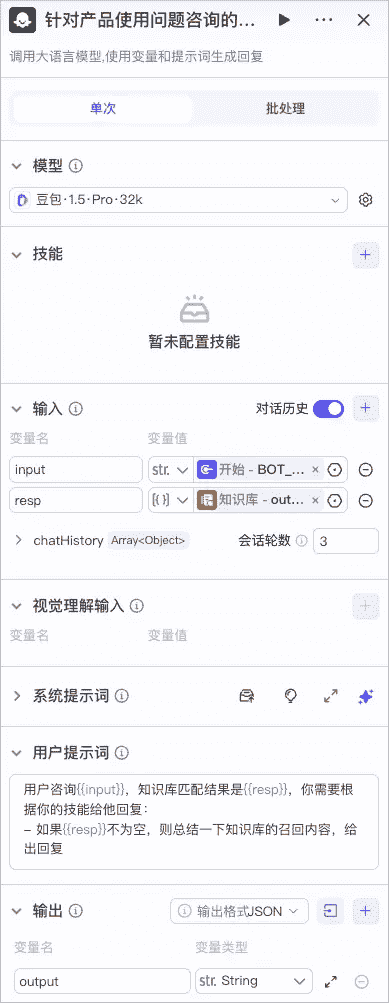 针对产品使用问题咨询的...
调用大语言模型,使用变量和提示词生成回复
单次 批处理
模型
豆包·1.5·Pro·32k
技能
暂未配置技能
输入 对话历史
变量名 变量值
input str. 开始 - BOT_...
resp 知识库 - out...
chatHistory Array<Object> 会话轮数 3
视觉理解输入
变量名 变量值
系统提示词
用户提示词
用户咨询{{input}}，知识库匹配结果是{{resp}}，你需要根
据你的技能给他回复：
- 如果{{resp}}不为空，则总结一下知识库的召回内容，给
出回复
输出 输出格式JSON
变量名 变量类型
output str. String